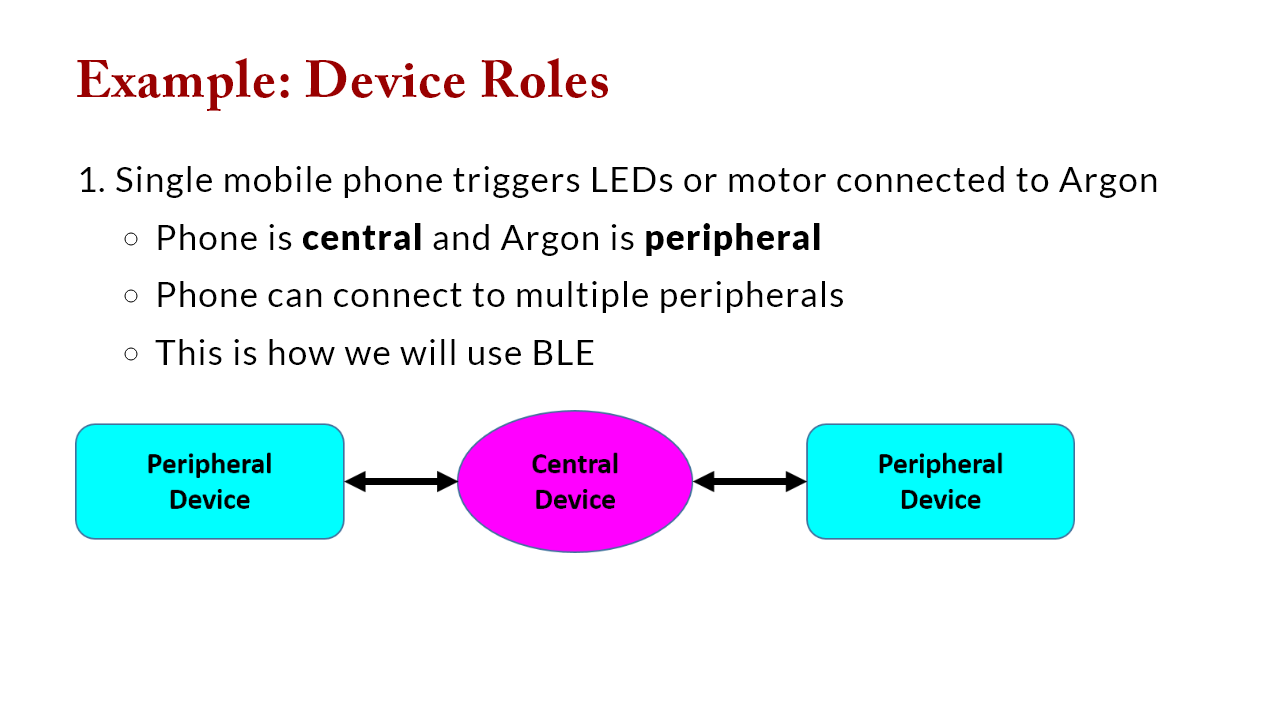 Example: Device Roles
1. Single mobile phone triggers LEDs or motor connected to Argon
Phone is central and Argon is peripheral
Phone can connect to multiple peripherals
This is how we will use BLE
Peripheral
Device
Central
Device
Peripheral
Device